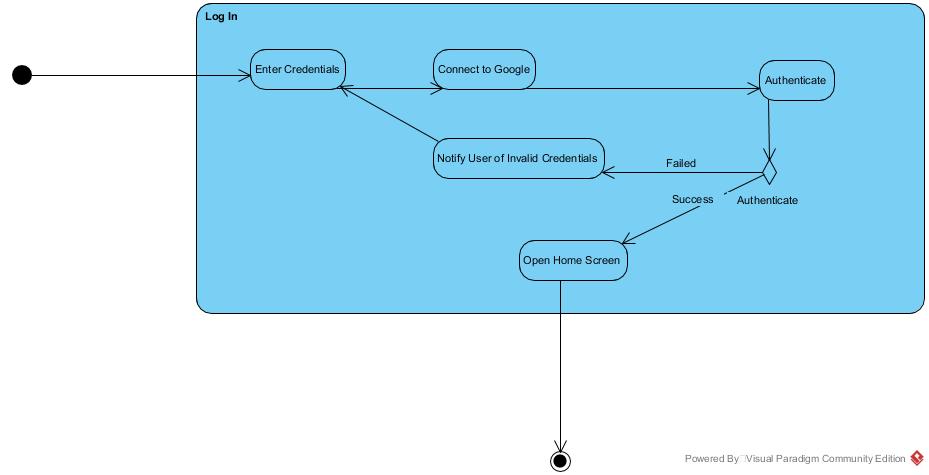 Log In
Enter Credentials
Connect to Google
Authenticate
Notify User of Invalid Credentials
Failed
Success
Authenticate
Open Home Screen
Powered By Visual Paradigm Community Edition